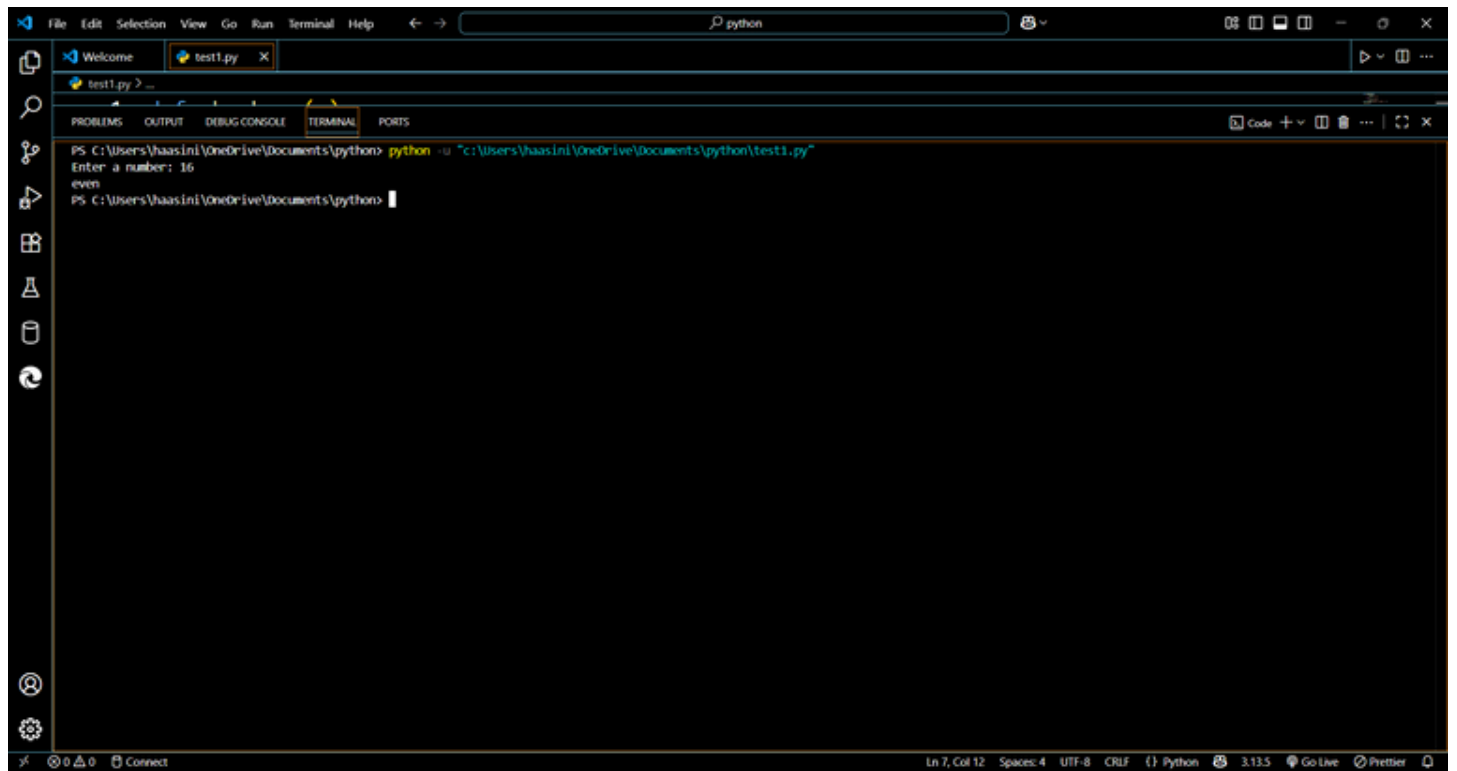 File Edit Selection View Go Run Terminal Help python
Welcome test1.py
test1.py > ...
PROBLEMS OUTPUT DEBUG CONSOLE TERMINAL PORTS Code
PS C:\Users\haasini\OneDrive\Documents\python> python -u "c:\Users\haasini\OneDrive\Documents\python\test1.py"
Enter a number: 16
even
PS C:\Users\haasini\OneDrive\Documents\python>
0 0 Connect Ln 7, Col 12 Spaces: 4 UTF-8 CRLF {} Python 3.13.5 Go Live Prettier